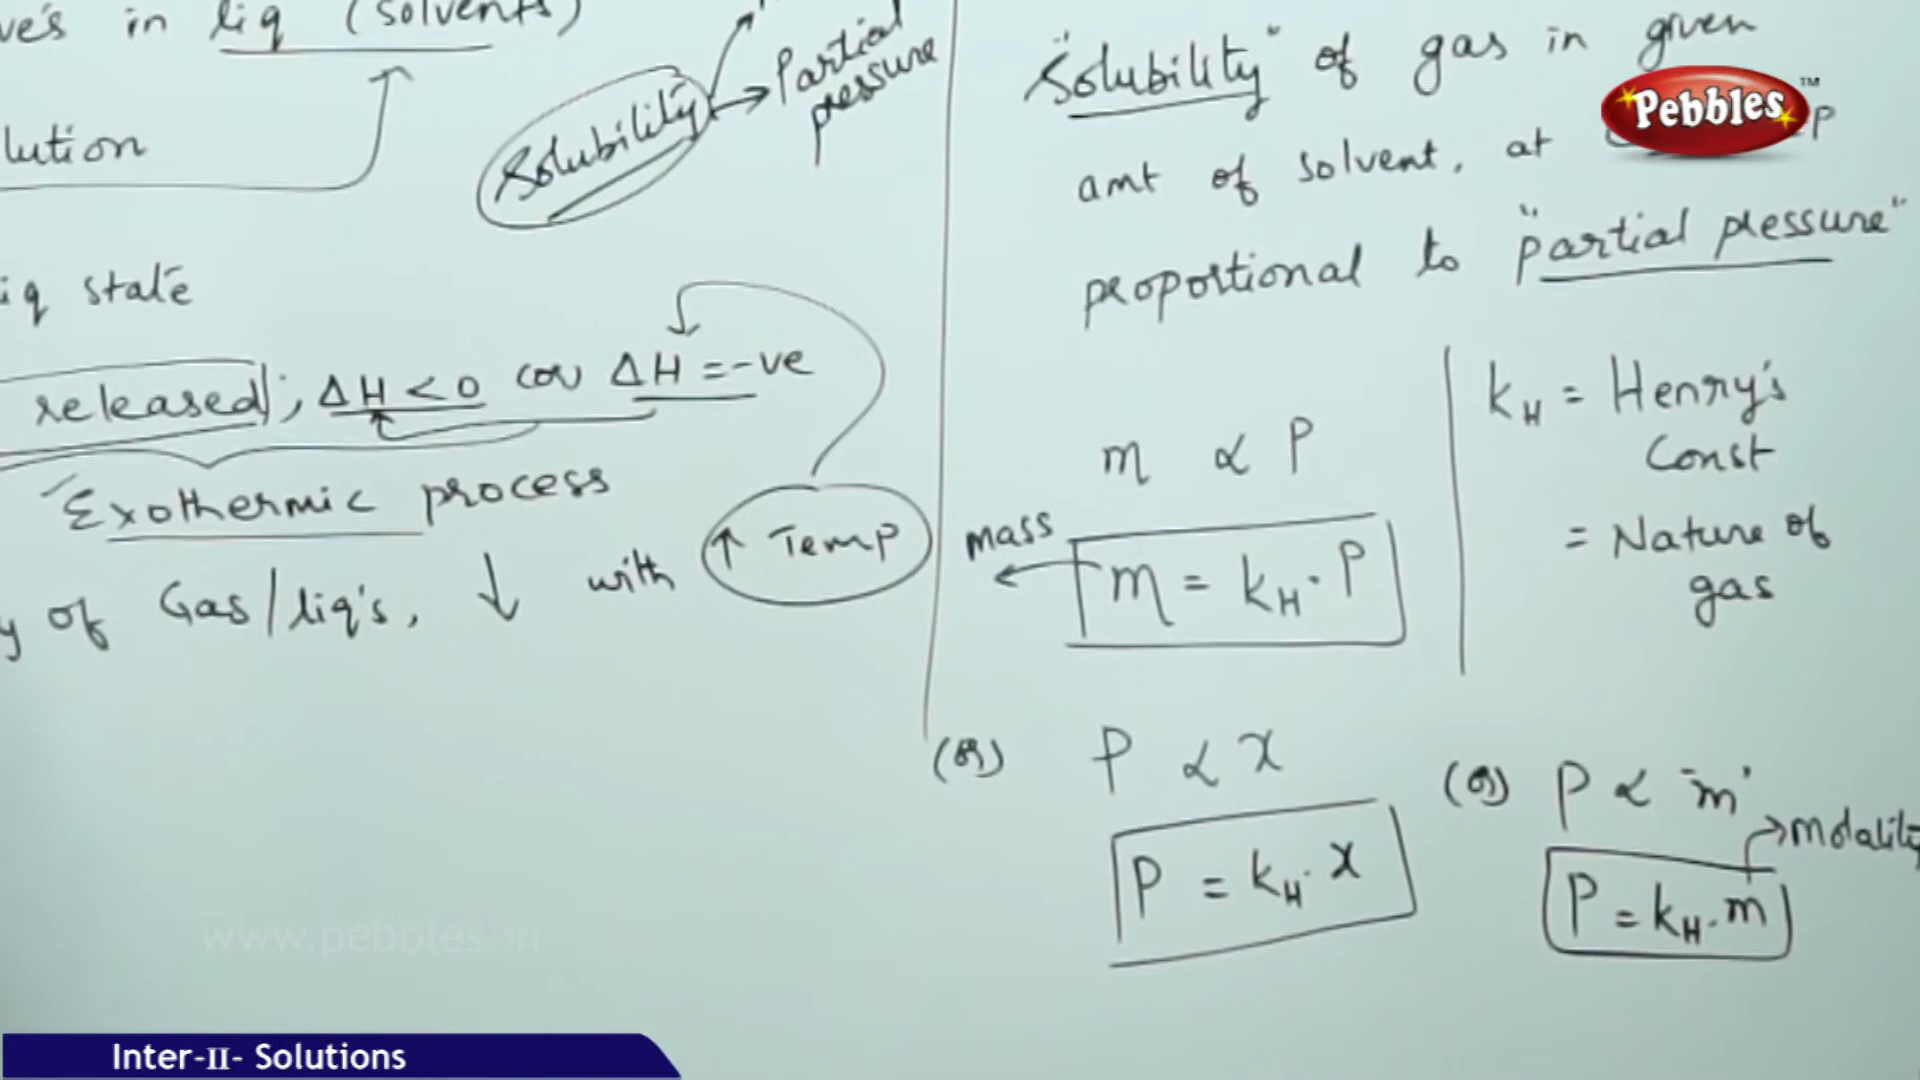 ve's in liq (solvents)
lution
Solubility
Partial
pressure
iq state
released ; ΔH < 0 (or) ΔH = -ve
Exothermic process
y of Gas/liq's, ↓ with ↑ Temp
"Solubility" of gas in given
amt of solvent, at
proportional to "partial pressure"
m ∝ P
mass
m = kH · P
kH = Henry's
Const
= Nature of
gas
(or) P ∝ x
P = kH · x
(or) P ∝ 'm'
molality
P = kH · m
Pebbles™
www.pebbles.in
Inter-II- Solutions